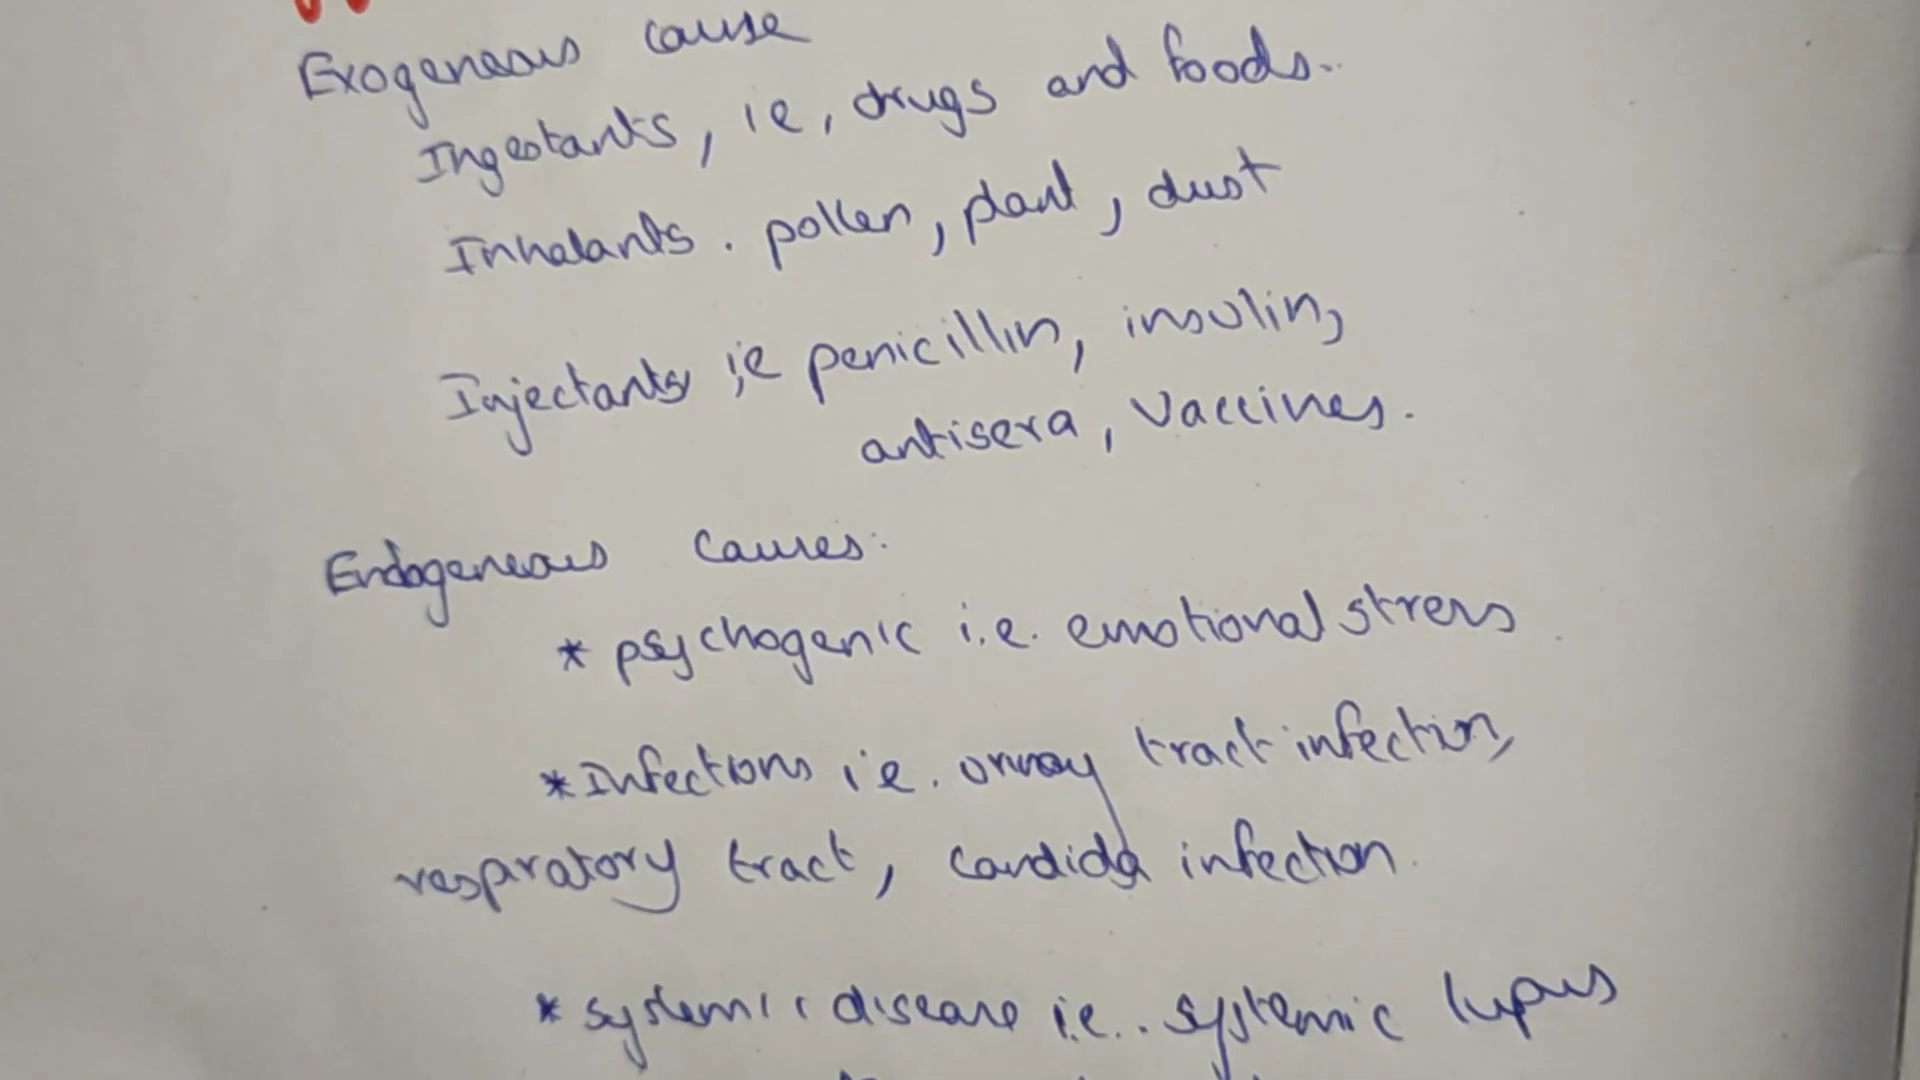 Exogeneous cause
Ingestants, ie, drugs and foods..
Inhalants. pollen, plant, dust
Injectants ie penicillin, insulin,
antisera, vaccines.
Endogeneous causes:
* psychogenic i.e. emotional stress.
* Infections i.e. tract infection,
respiratory tract, candida infection.
* systemic disease i.e.. systemic lupus